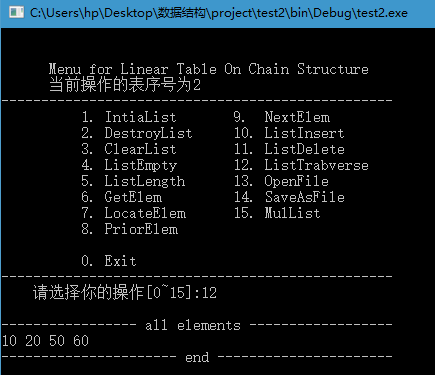 C:\Users\hp\Desktop\数据结构\project\test2\bin\Debug\test2.exe
Menu for Linear Table On Chain Structure
当前操作的表序号为2
-------------------------------------------------
1. IntiaList 9. NextElem
2. DestroyList 10. ListInsert
3. ClearList 11. ListDelete
4. ListEmpty 12. ListTrabverse
5. ListLength 13. OpenFile
6. GetElem 14. SaveAsFile
7. LocateElem 15. MulList
8. PriorElem
0. Exit
-------------------------------------------------
请选择你的操作[0~15]:12
----------------- all elements ------------------
10 20 50 60
---------------------- end ----------------------